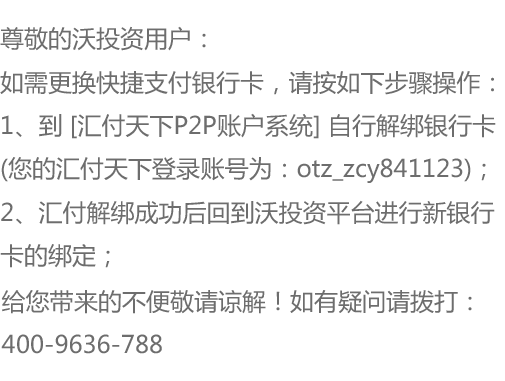 尊敬的沃投资用户：
如需更换快捷支付银行卡，请按如下步骤操作：
1、到 [汇付天下P2P账户系统] 自行解绑银行卡
(您的汇付天下登录账号为：otz_zcy841123)；
2、汇付解绑成功后回到沃投资平台进行新银行
卡的绑定；
给您带来的不便敬请谅解！如有疑问请拨打：
400-9636-788